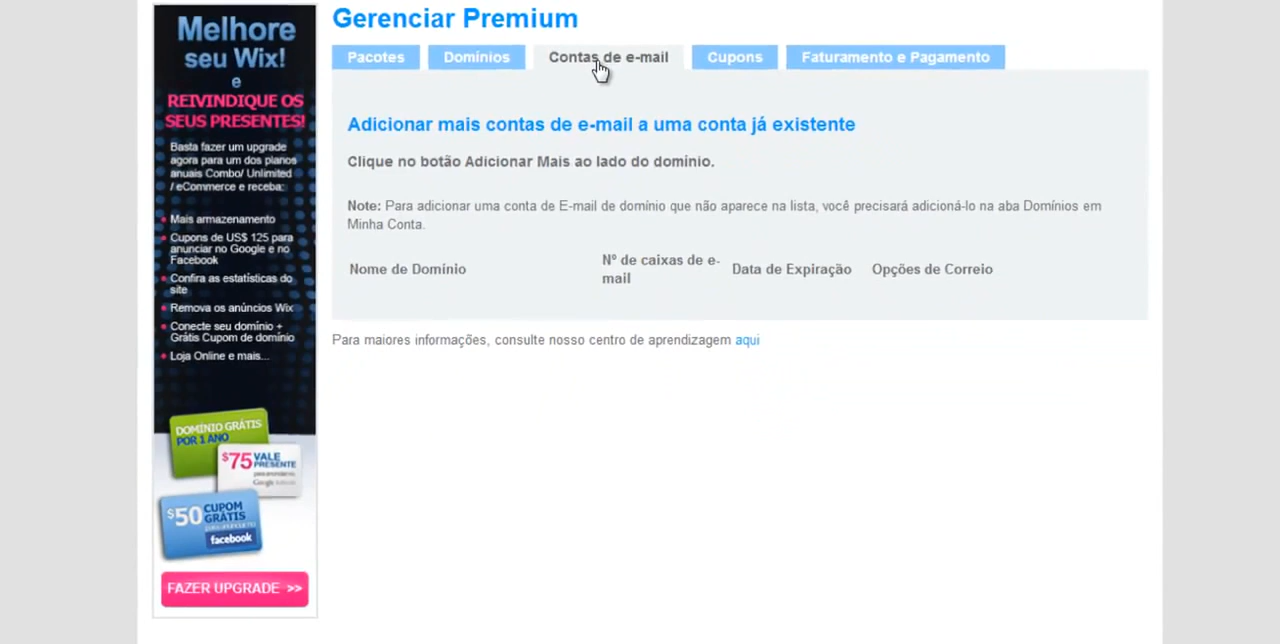 Melhore
seu Wix!
e
REIVINDIQUE OS
SEUS PRESENTES!
Basta fazer um upgrade
agora para um dos planos
anuais Combo/ Unlimited
/ eCommerce e receba:
Mais armazenamento
Cupons de US$ 125 para
anunciar no Google e no
Facebook
Confira as estatísticas do
site
Remova os anúncios Wix
Conecte seu domínio +
Grátis Cupom de domínio
Loja Online e mais...
DOMÍNIO GRÁTIS
POR 1 ANO
$75 VALE
PRESENTE
Google
$50 CUPOM
GRÁTIS
facebook
FAZER UPGRADE >>
Gerenciar Premium
Pacotes Domínios Contas de e-mail Cupons Faturamento e Pagamento
Adicionar mais contas de e-mail a uma conta já existente
Clique no botão Adicionar Mais ao lado do domínio.
Note: Para adicionar uma conta de E-mail de domínio que não aparece na lista, você precisará adicioná-lo na aba Domínios em
Minha Conta.
Nome de Domínio Nº de caixas de e-
mail Data de Expiração Opções de Correio
Para maiores informações, consulte nosso centro de aprendizagem aqui